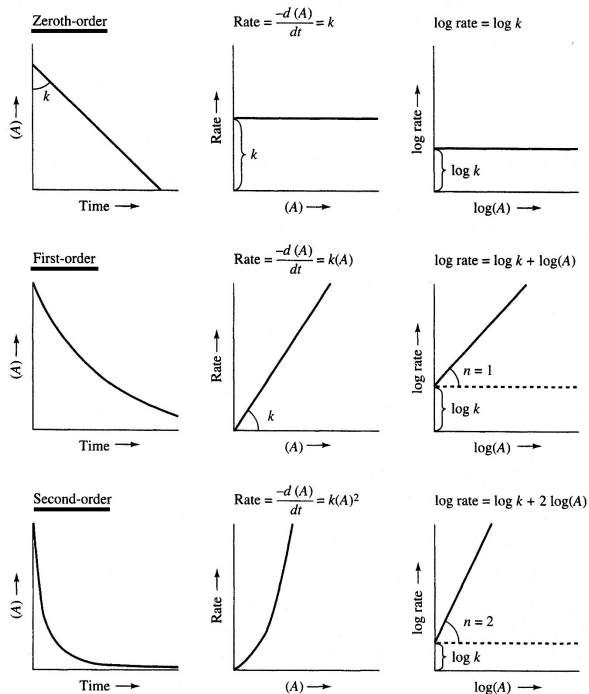 Zeroth-order
Rate = −d (A)/dt = k
log rate = log k
(A) →
k
Time →
Rate →
k
(A) →
log rate →
log k
log(A) →
First-order
Rate = −d (A)/dt = k(A)
log rate = log k + log(A)
(A) →
Time →
Rate →
k
(A) →
log rate →
n = 1
log k
log(A) →
Second-order
Rate = −d (A)/dt = k(A)²
log rate = log k + 2 log(A)
(A) →
Time →
Rate →
(A) →
log rate →
n = 2
log k
log(A) →